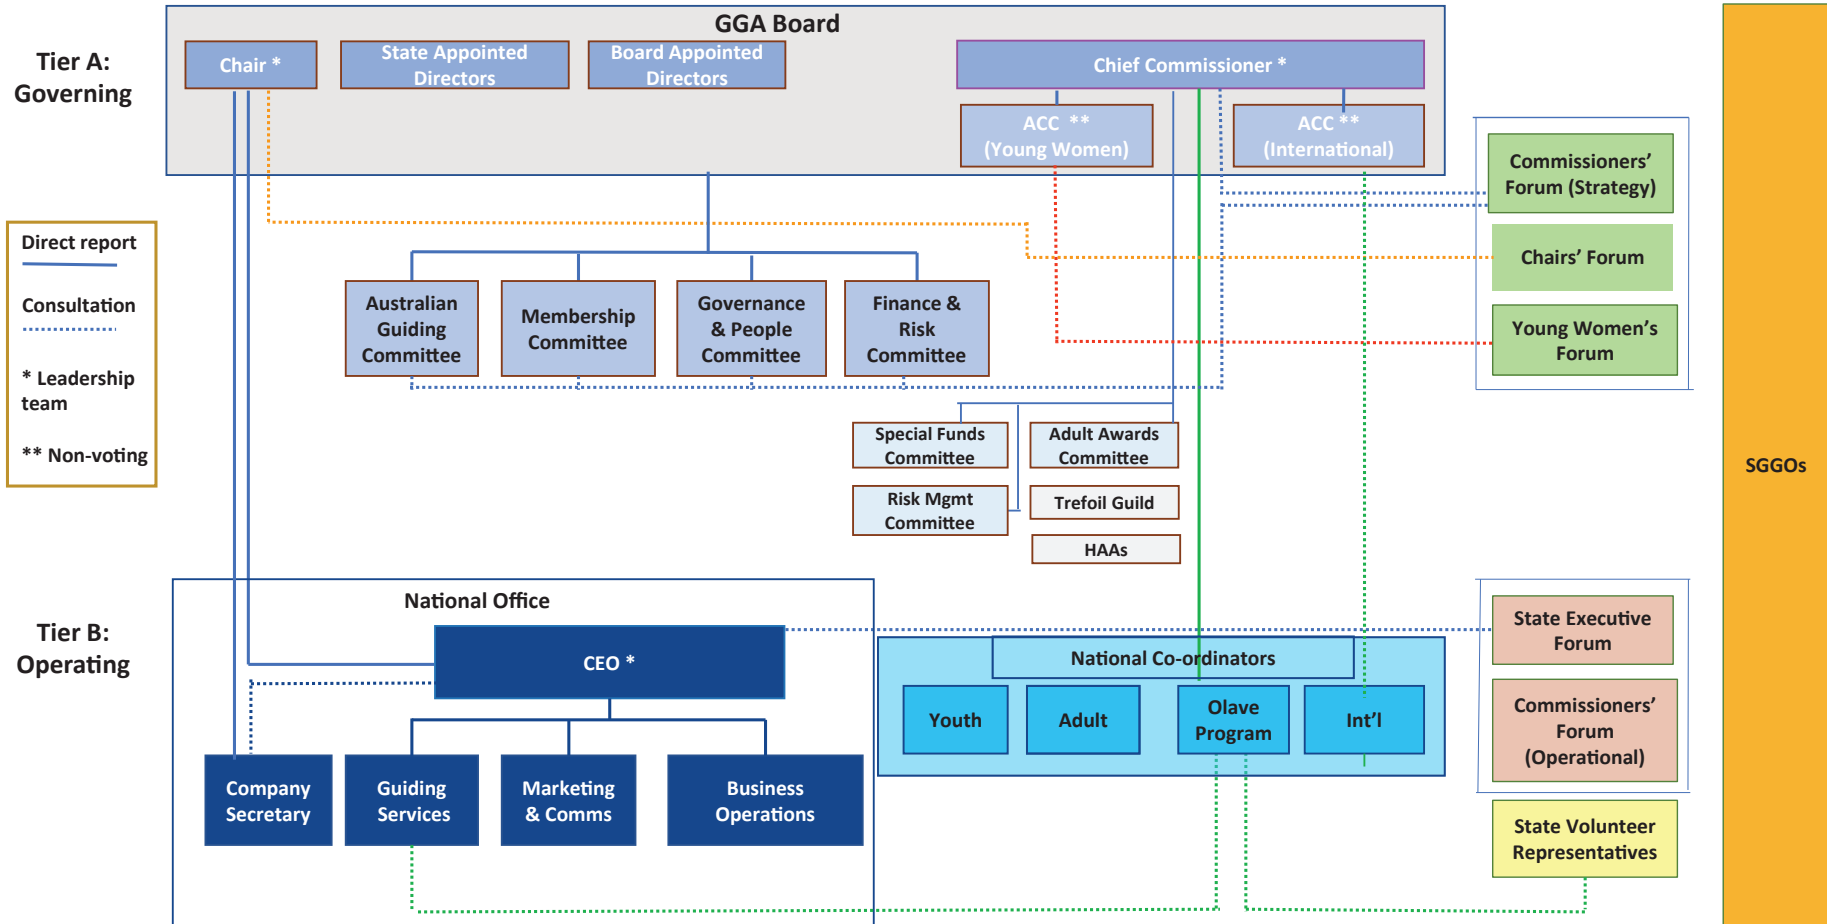 GGA Board
Tier A:
Governing
Chair *
State Appointed
Directors
Board Appointed
Directors
Chief Commissioner *
ACC **
(Young Women)
ACC **
(International)
Commissioners’
Forum (Strategy)
Chairs’ Forum
Young Women’s
Forum
Direct report
Consultation
* Leadership
team
** Non-voting
Australian
Guiding
Committee
Membership
Committee
Governance
& People
Committee
Finance &
Risk
Committee
Special Funds
Committee
Adult Awards
Committee
Risk Mgmt
Committee
Trefoil Guild
HAAs
SGGOs
Tier B:
Operating
National Office
CEO *
Company
Secretary
Guiding
Services
Marketing
& Comms
Business
Operations
National Co-ordinators
Youth
Adult
Olave
Program
Int’l
State Executive
Forum
Commissioners’
Forum
(Operational)
State Volunteer
Representatives